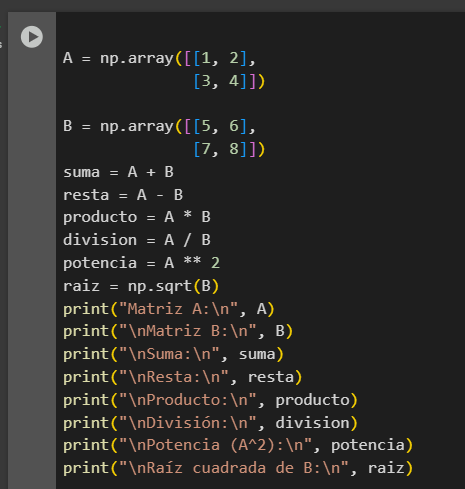 A = np.array([[1, 2],
              [3, 4]])

B = np.array([[5, 6],
              [7, 8]])
suma = A + B
resta = A - B
producto = A * B
division = A / B
potencia = A ** 2
raiz = np.sqrt(B)
print("Matriz A:\n", A)
print("\nMatriz B:\n", B)
print("\nSuma:\n", suma)
print("\nResta:\n", resta)
print("\nProducto:\n", producto)
print("\nDivisión:\n", division)
print("\nPotencia (A^2):\n", potencia)
print("\nRaíz cuadrada de B:\n", raiz)